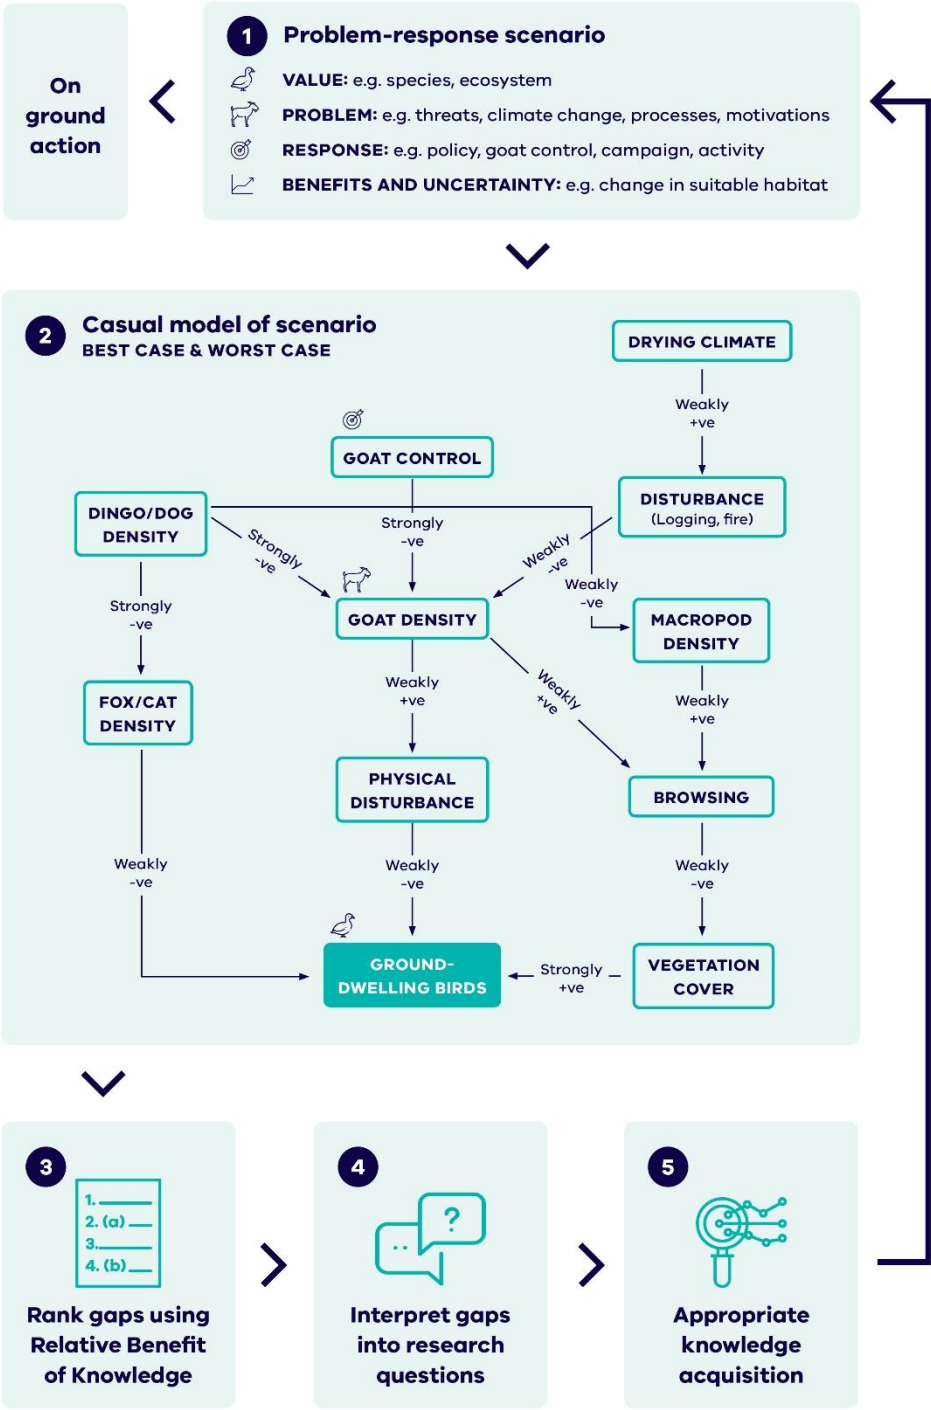 On
ground
action
1 Problem-response scenario
VALUE: e.g. species, ecosystem
PROBLEM: e.g. threats, climate change, processes, motivations
RESPONSE: e.g. policy, goat control, campaign, activity
BENEFITS AND UNCERTAINTY: e.g. change in suitable habitat
2 Casual model of scenario
BEST CASE & WORST CASE
DRYING CLIMATE
Weakly
+ve
GOAT CONTROL
DISTURBANCE
(Logging, fire)
DINGO/DOG
DENSITY
Strongly
-ve
Strongly
-ve
Weakly
-ve
Weakly
-ve
Strongly
-ve
GOAT DENSITY
MACROPOD
DENSITY
FOX/CAT
DENSITY
Weakly
+ve
Weakly
+ve
Weakly
+ve
PHYSICAL
DISTURBANCE
BROWSING
Weakly
-ve
Weakly
-ve
Weakly
-ve
GROUND-
DWELLING BIRDS
Strongly
+ve
VEGETATION
COVER
3
1.
2. (a)
3.
4. (b)
Rank gaps using
Relative Benefit
of Knowledge
4
?
Interpret gaps
into research
questions
5
Appropriate
knowledge
acquisition